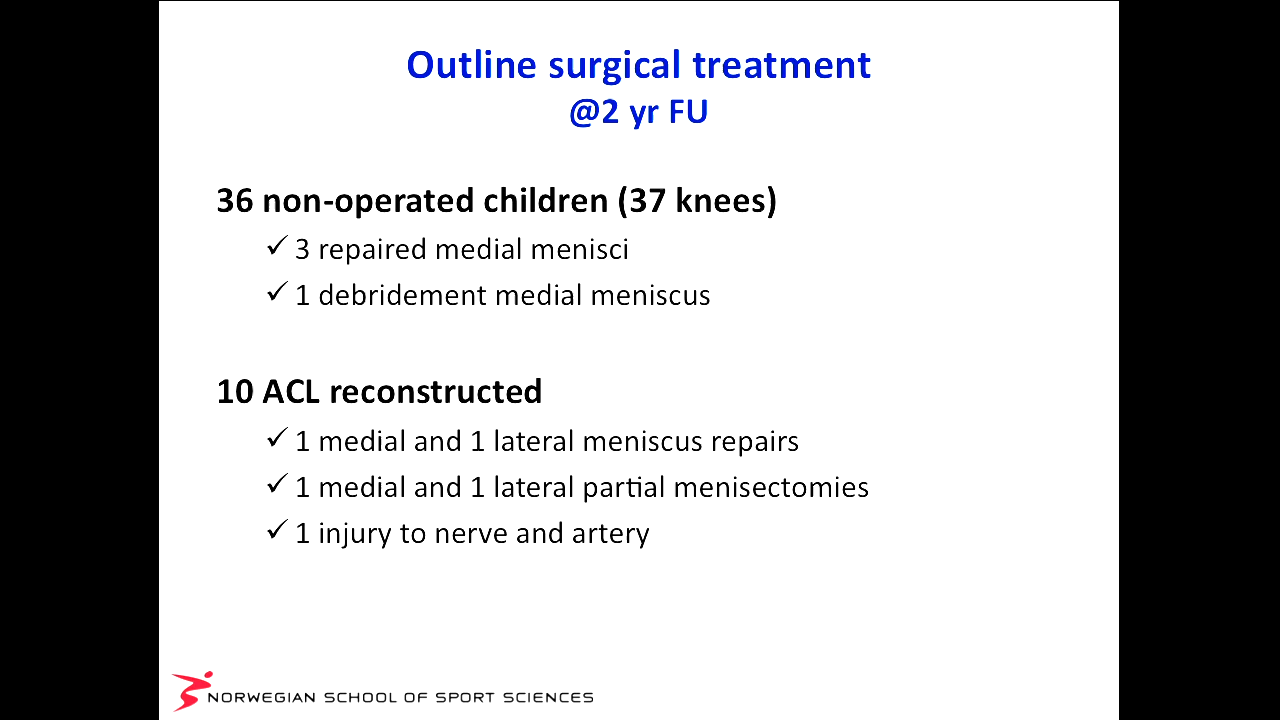 Outline surgical treatment
@2 yr FU
36 non-operated children (37 knees)
✓ 3 repaired medial menisci
✓ 1 debridement medial meniscus
10 ACL reconstructed
✓ 1 medial and 1 lateral meniscus repairs
✓ 1 medial and 1 lateral partial menisectomies
✓ 1 injury to nerve and artery
NORWEGIAN SCHOOL OF SPORT SCIENCES